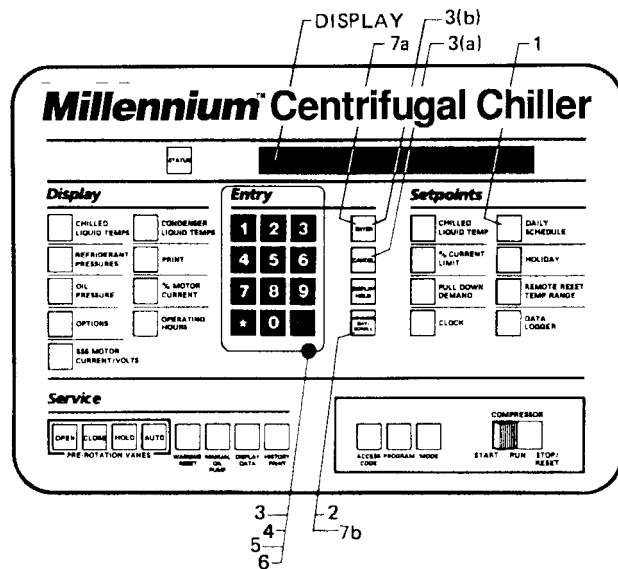 DISPLAY
3(b)
7a
3(a)
1
Millennium™ Centrifugal Chiller
STATUS
Display
CHILLED LIQUID TEMPS
CONDENSER LIQUID TEMPS
REFRIGERANT PRESSURES
PRINT
OIL PRESSURE
% MOTOR CURRENT
OPTIONS
OPERATING HOURS
SSS MOTOR CURRENT/VOLTS
Entry
1 2 3
4 5 6
7 8 9
* 0
ENTER
CANCEL
DISPLAY HOLD
Setpoints
CHILLED LIQUID TEMP
DAILY SCHEDULE
% CURRENT LIMIT
HOLIDAY
PULL DOWN DEMAND
REMOTE RESET TEMP RANGE
CLOCK
DATA LOGGER
Service
OPEN CLOSE HOLD AUTO
PRE-ROTATION VANES
WARNING RESET
MANUAL OIL PUMP
DISPLAY DATA
HISTORY PRINT
ACCESS CODE
PROGRAM
MODE
COMPRESSOR
START RUN STOP/RESET
3
4
5
6
2
7b